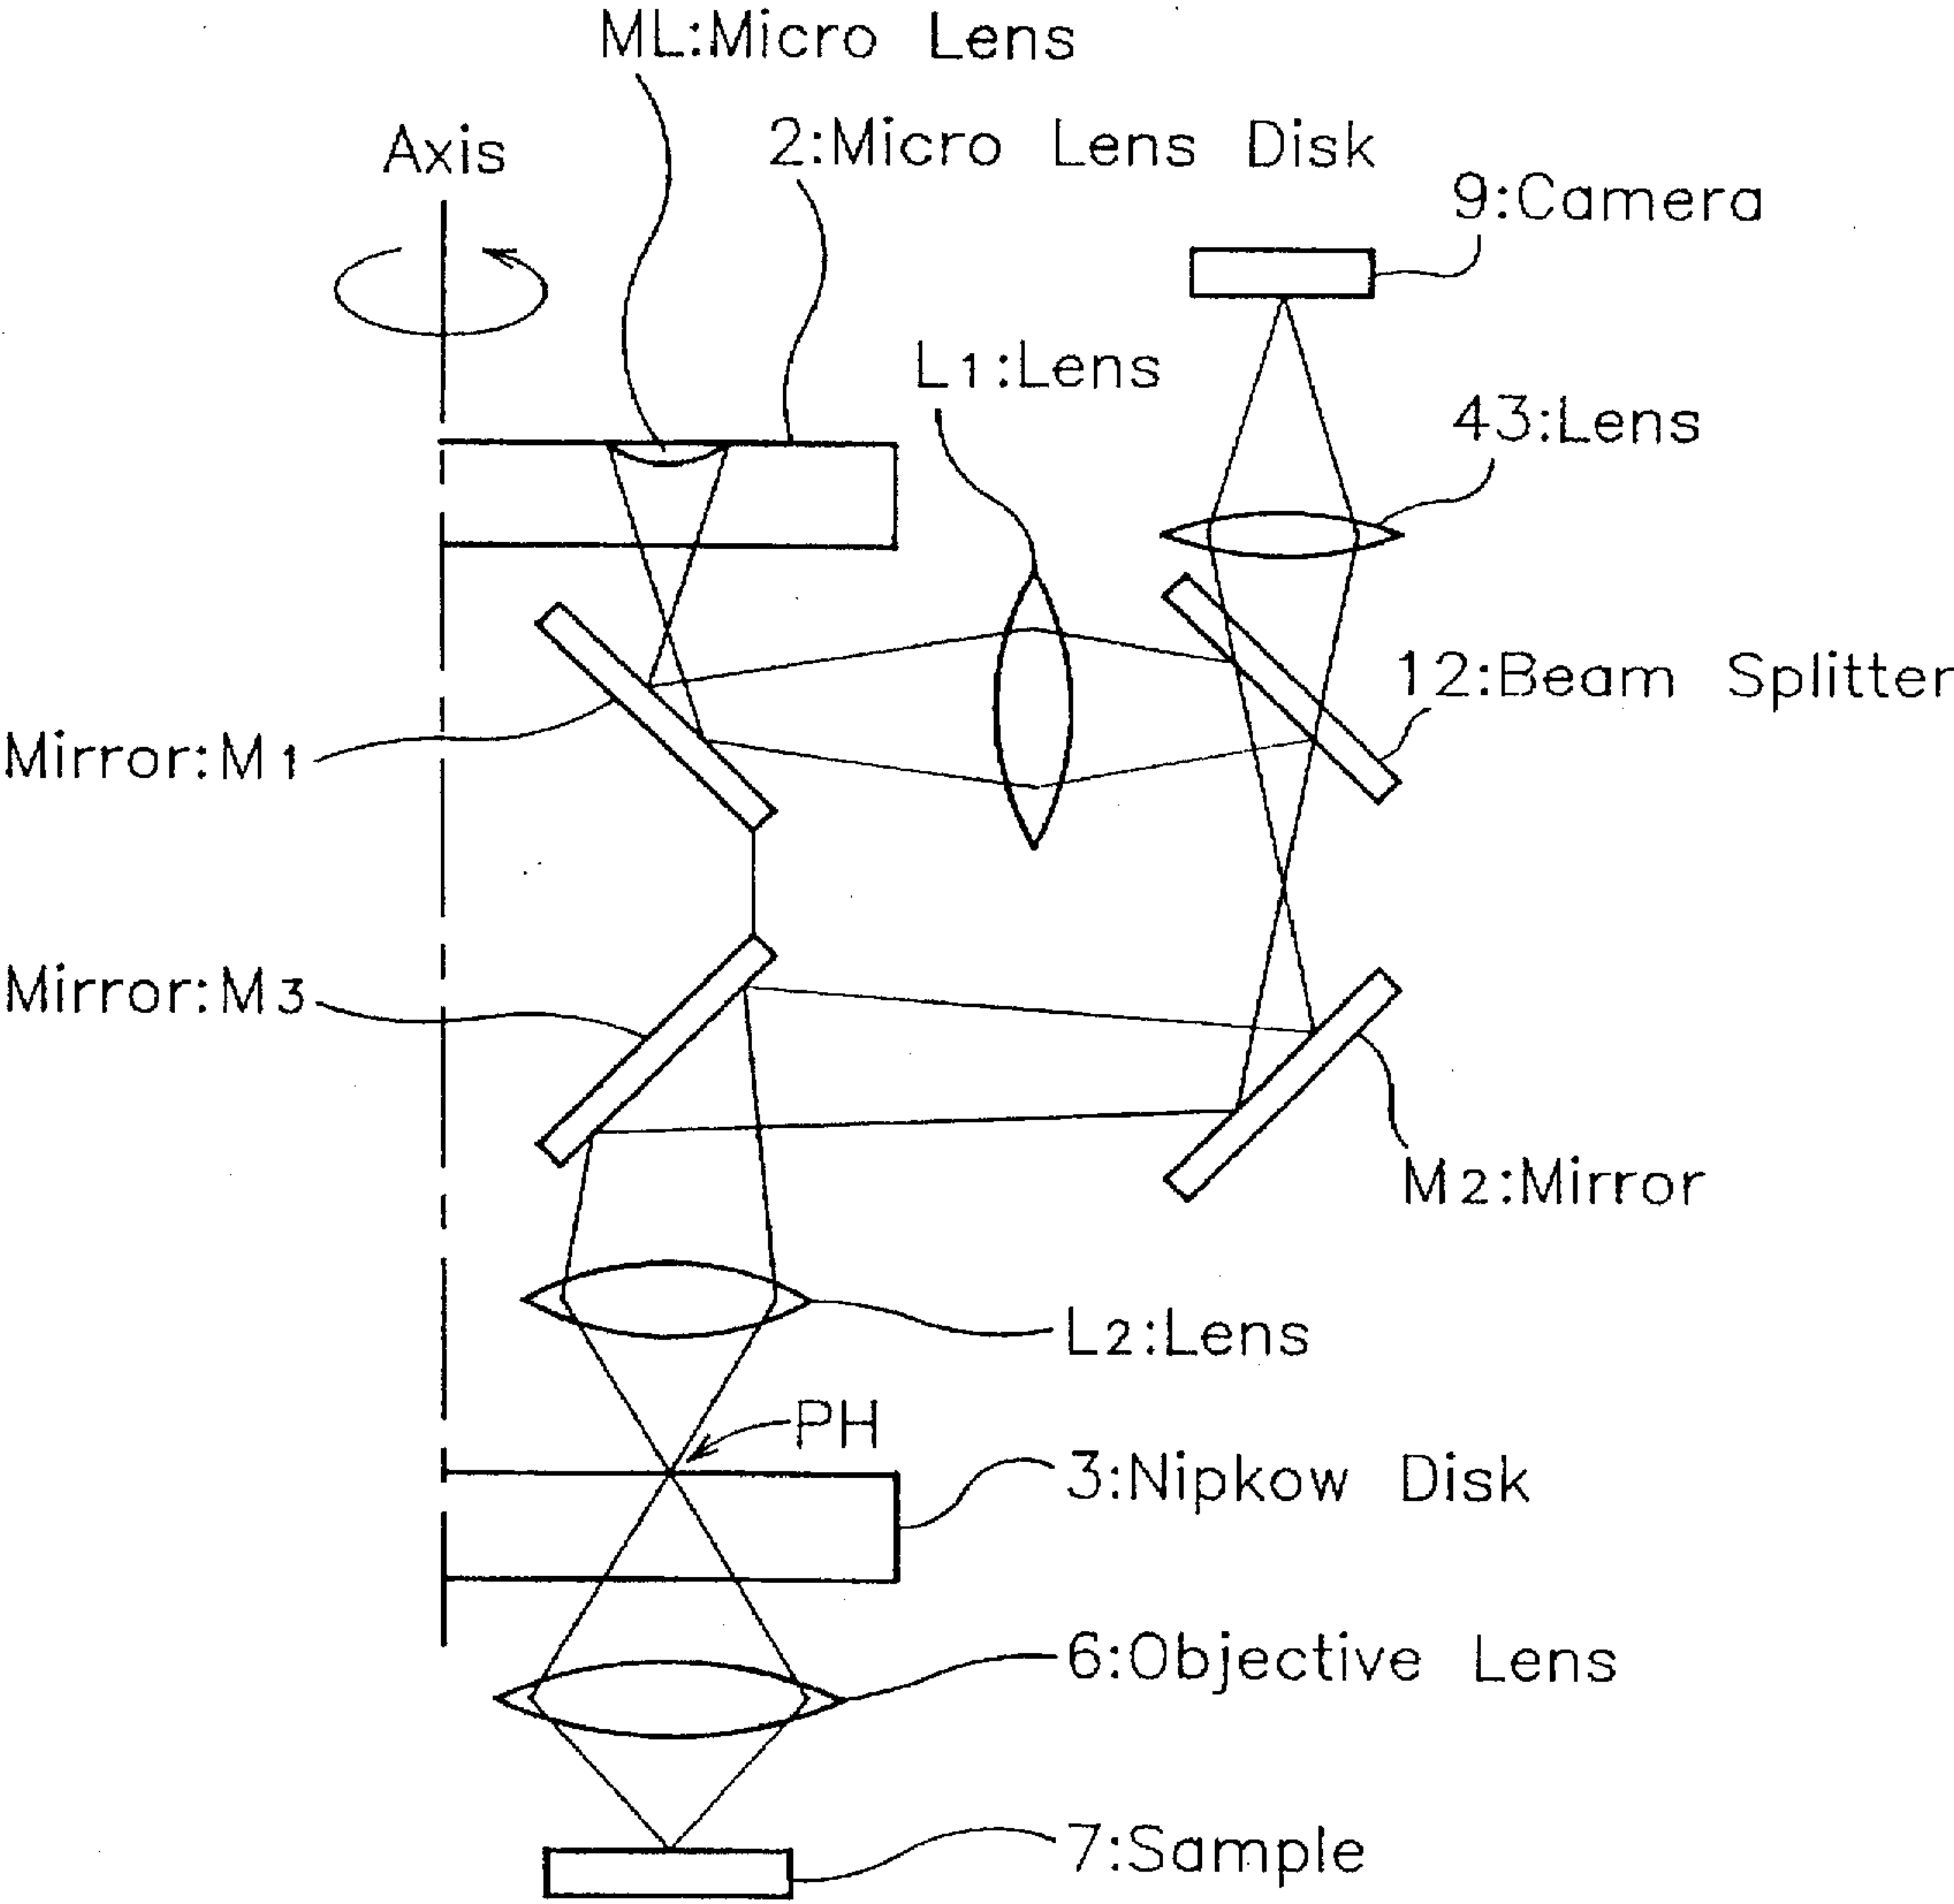 ML:Micro Lens
Axis
2:Micro Lens Disk
9:Camera
L1:Lens
43:Lens
12:Beam Splitter
Mirror:M1
Mirror:M3
M2:Mirror
L2:Lens
PH
3:Nipkow Disk
6:Objective Lens
7:Sample